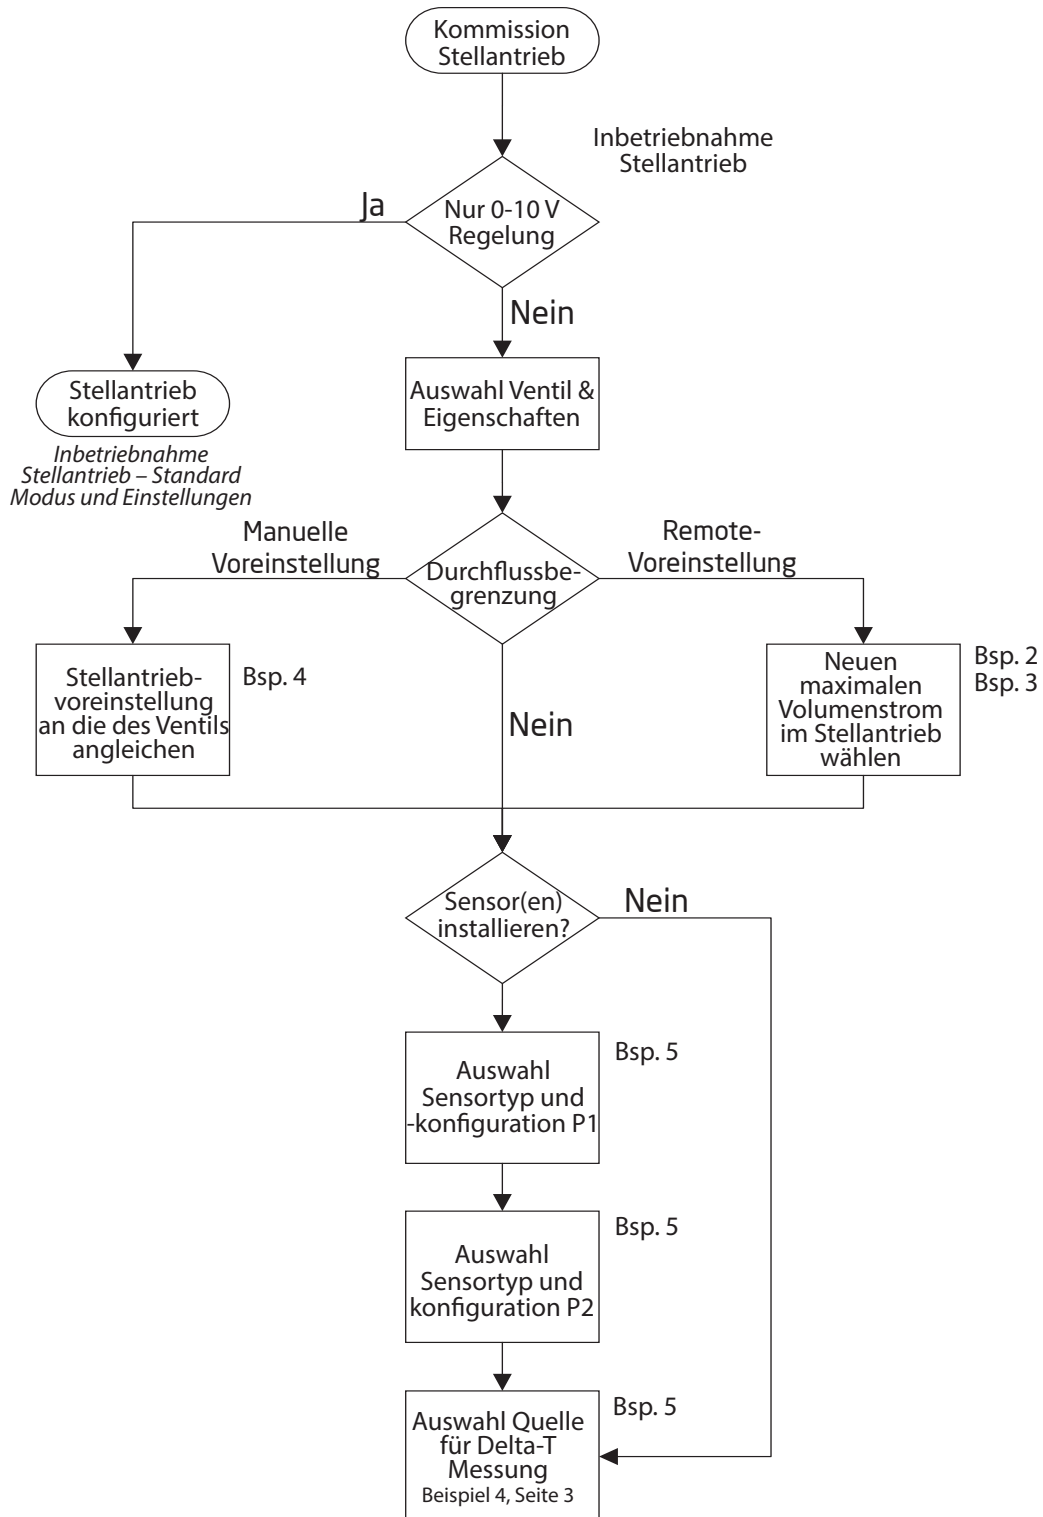 Kommission
Stellantrieb
Inbetriebnahme
Stellantrieb
Ja
Nur 0-10 V
Regelung
Nein
Stellantrieb
konfiguriert
Inbetriebnahme
Stellantrieb – Standard
Modus und Einstellungen
Auswahl Ventil &
Eigenschaften
Manuelle
Voreinstellung
Durchflussbe-
grenzung
Remote-
Voreinstellung
Stellantrieb-
voreinstellung
an die des Ventils
angleichen
Bsp. 4
Nein
Neuen
maximalen
Volumenstrom
im Stellantrieb
wählen
Bsp. 2
Bsp. 3
Sensor(en)
installieren?
Nein
Auswahl
Sensortyp und
-konfiguration P1
Bsp. 5
Auswahl
Sensortyp und
konfiguration P2
Bsp. 5
Auswahl Quelle
für Delta-T
Messung
Beispiel 4, Seite 3
Bsp. 5